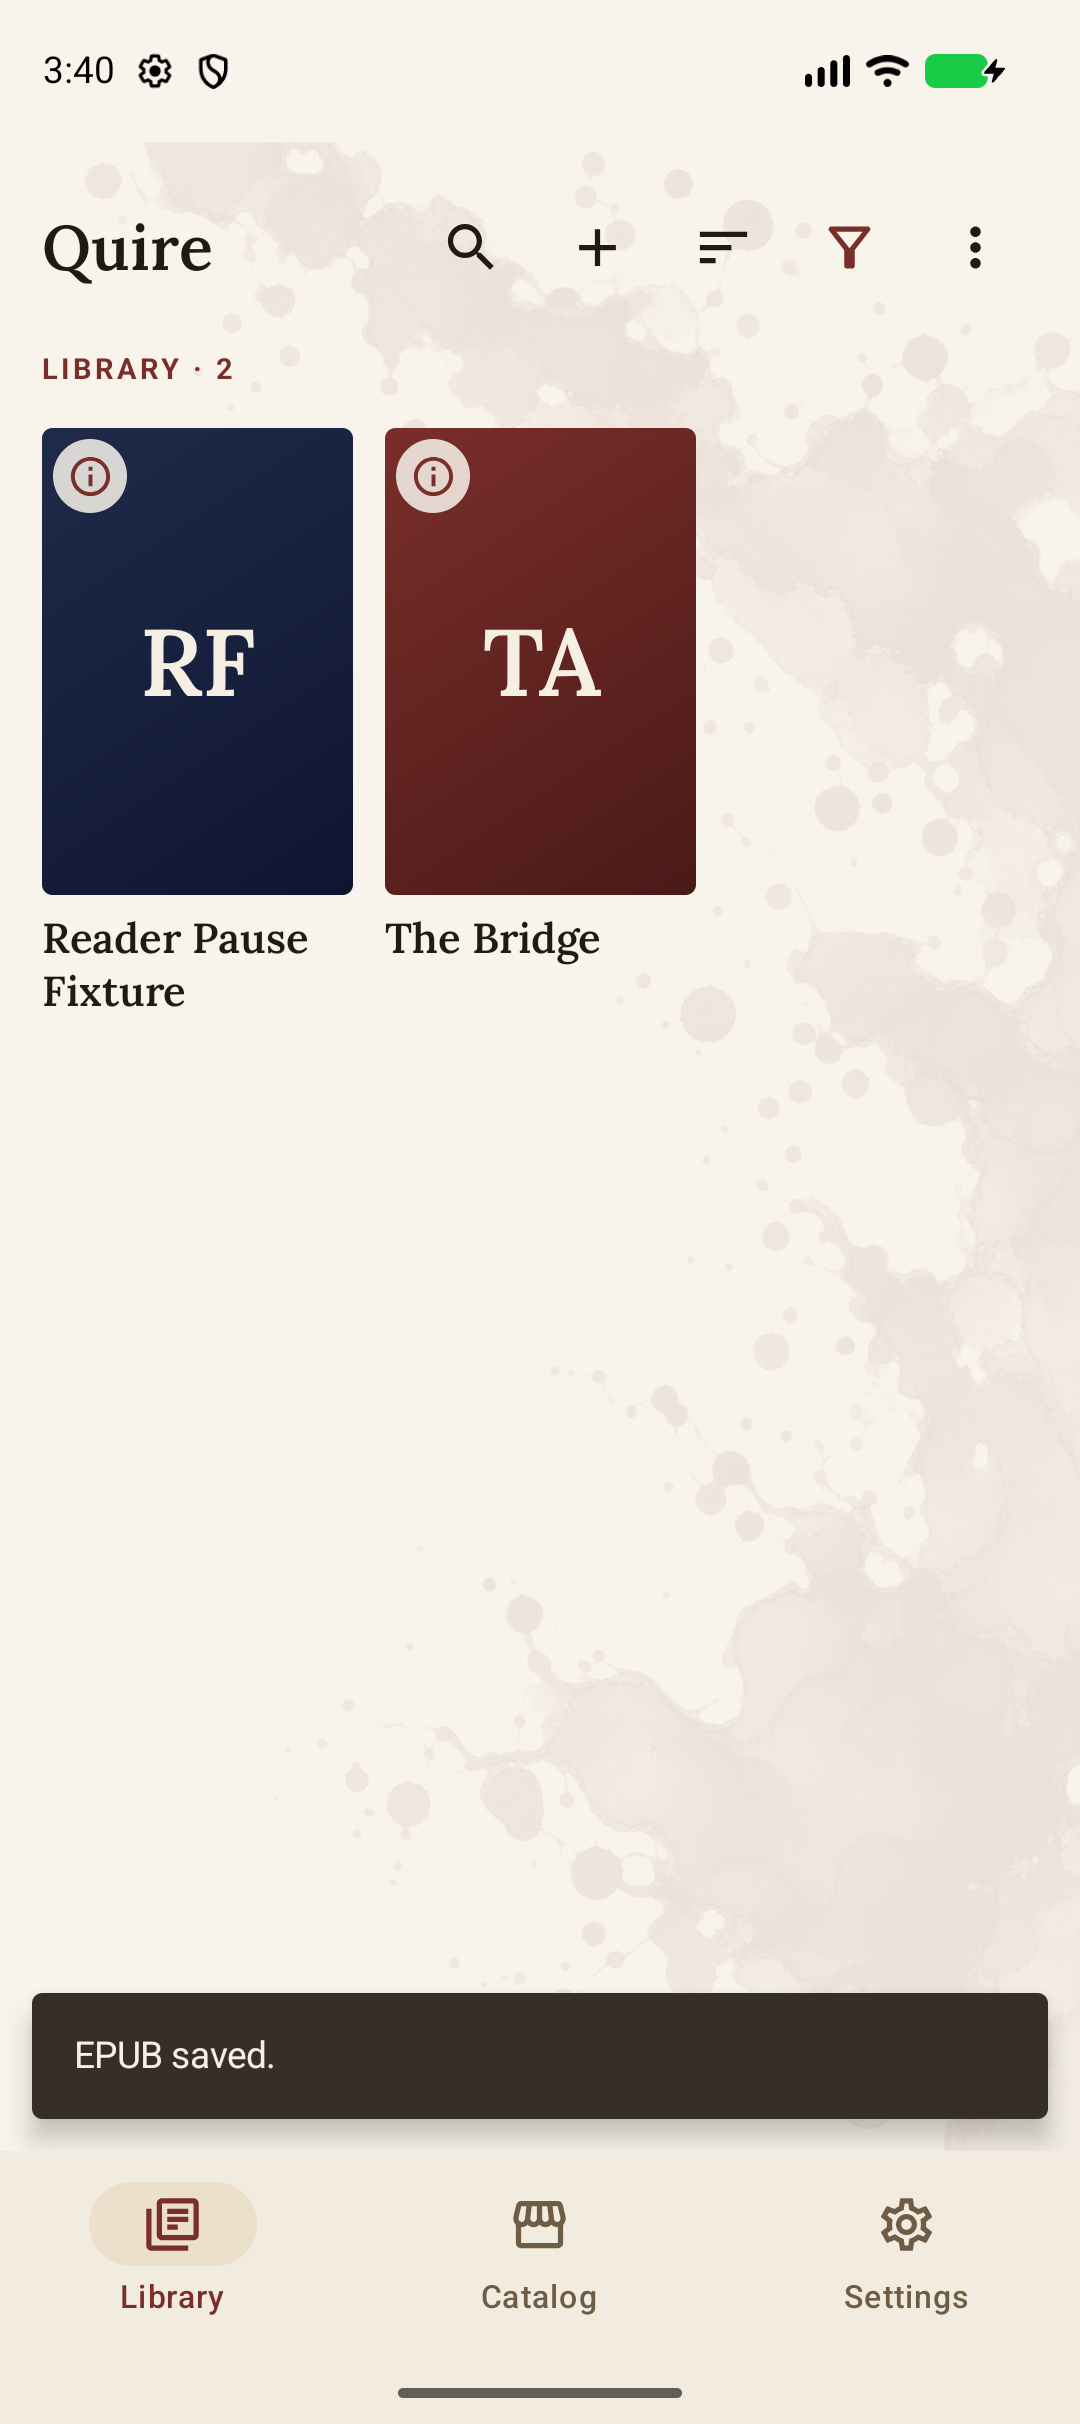 3:40
Quire
LIBRARY · 2
RF
TA
Reader Pause
Fixture
The Bridge
EPUB saved.
Library
Catalog
Settings